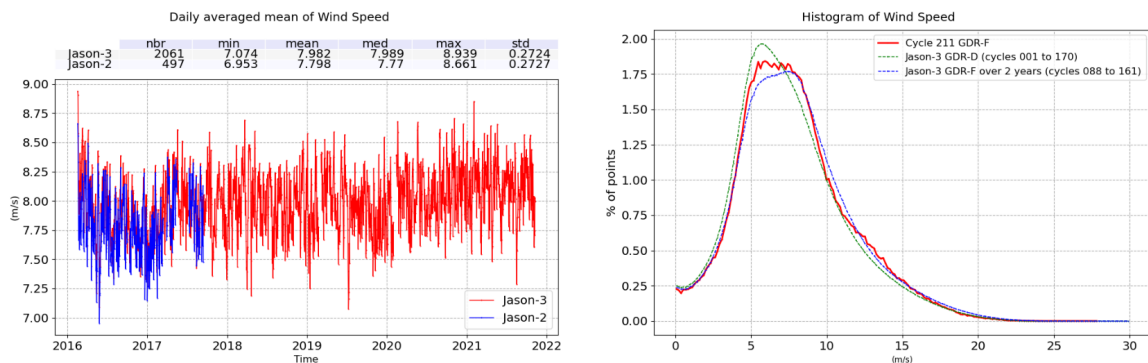 Daily averaged mean of Wind Speed
nbr min mean med max std
Jason-3 2061 7.074 7.982 7.989 8.939 0.2724
Jason-2 497 6.953 7.798 7.77 8.661 0.2727
9.00
8.75
8.50
8.25
8.00
7.75
7.50
7.25
7.00
(m/s)
Jason-3
Jason-2
2016 2017 2018 2019 2020 2021 2022
Time
Histogram of Wind Speed
2.00
1.75
1.50
1.25
1.00
0.75
0.50
0.25
0.00
% of points
Cycle 211 GDR-F
Jason-3 GDR-D (cycles 001 to 170)
Jason-3 GDR-F over 2 years (cycles 088 to 161)
0 5 10 15 20 25 30
(m/s)